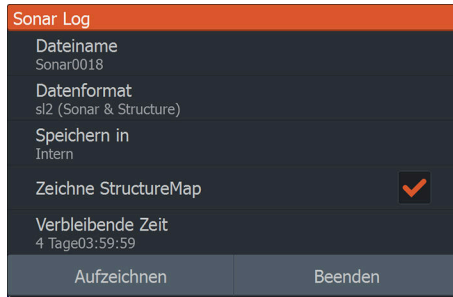 Sonar Log
Dateiname
Sonar0018
Datenformat
sl2 (Sonar & Structure)
Speichern in
Intern
Zeichne StructureMap
Verbleibende Zeit
4 Tage03:59:59
Aufzeichnen
Beenden